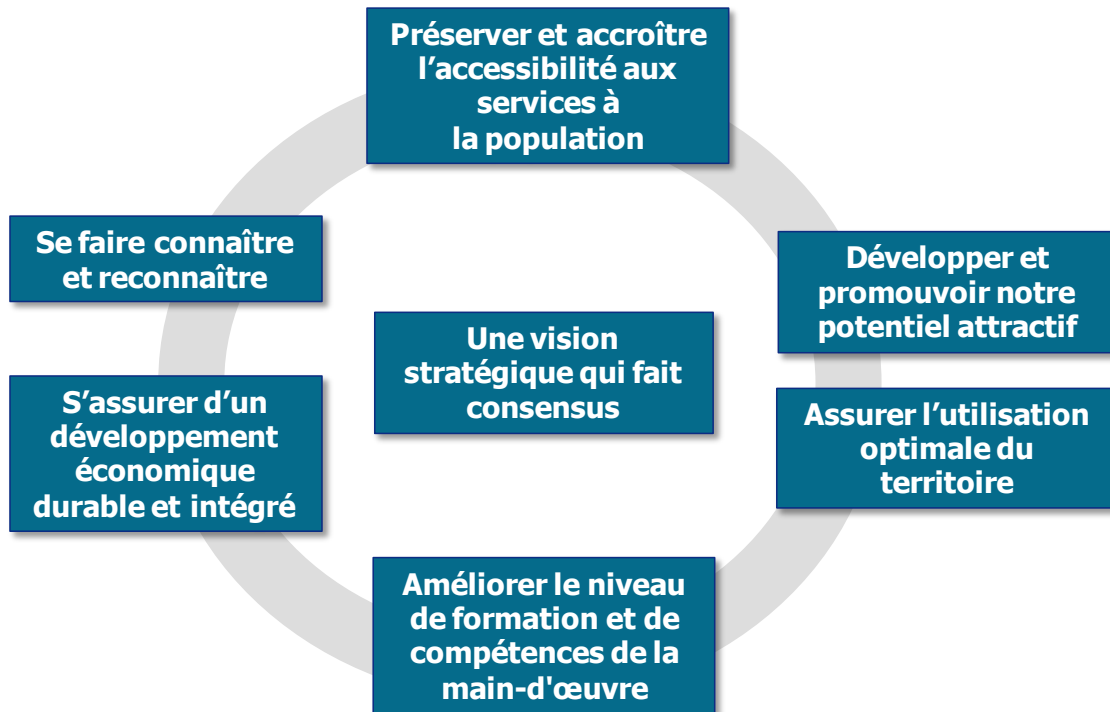 Préserver et accroître
l’accessibilité aux
services à
la population
Se faire connaître
et reconnaître
Développer et
promouvoir notre
potentiel attractif
Une vision
stratégique qui fait
consensus
S’assurer d’un
développement
économique
durable et intégré
Assurer l’utilisation
optimale du
territoire
Améliorer le niveau
de formation et de
compétences de la
main-d'œuvre